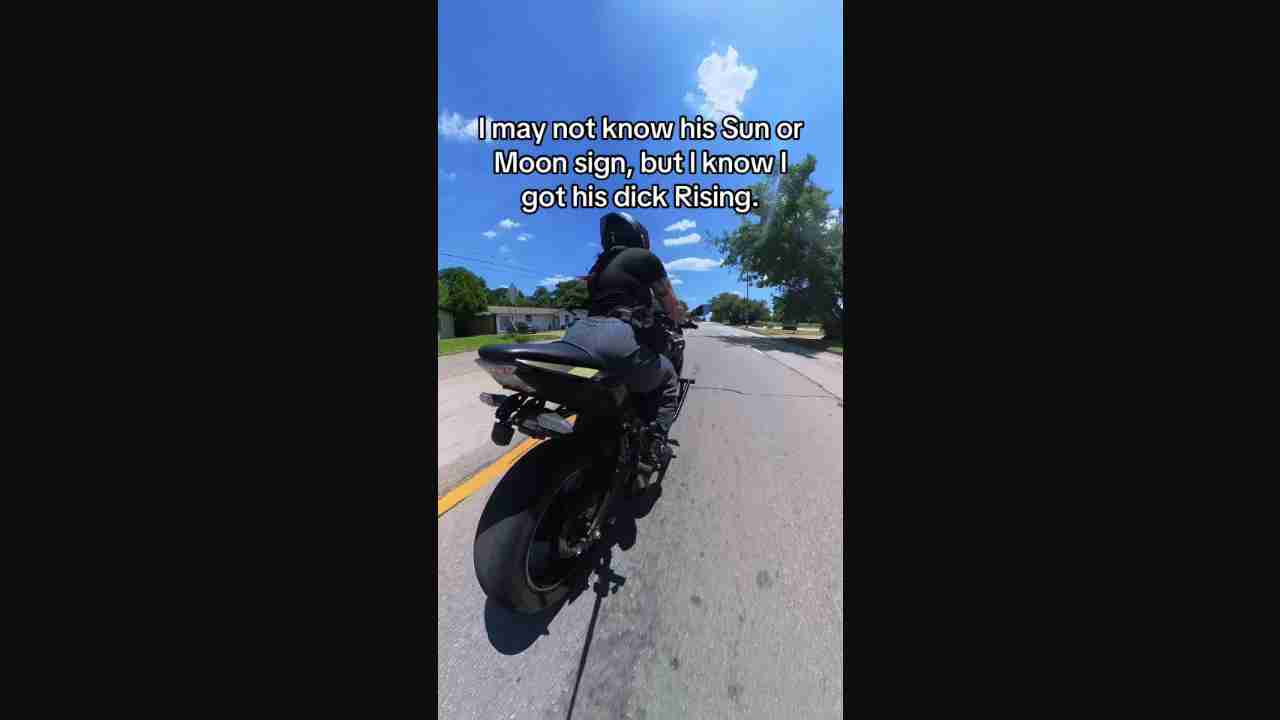 I may not know his Sun or
Moon sign, but I know I
got his dick Rising.